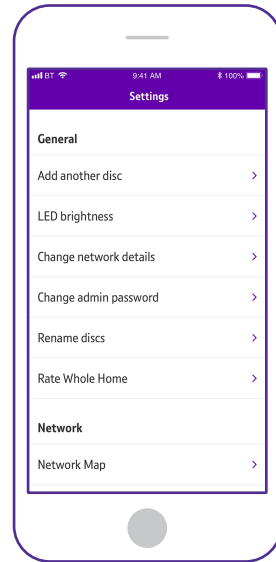 BT 9:41 AM 100%
Settings
General
Add another disc
LED brightness
Change network details
Change admin password
Rename discs
Rate Whole Home
Network
Network Map